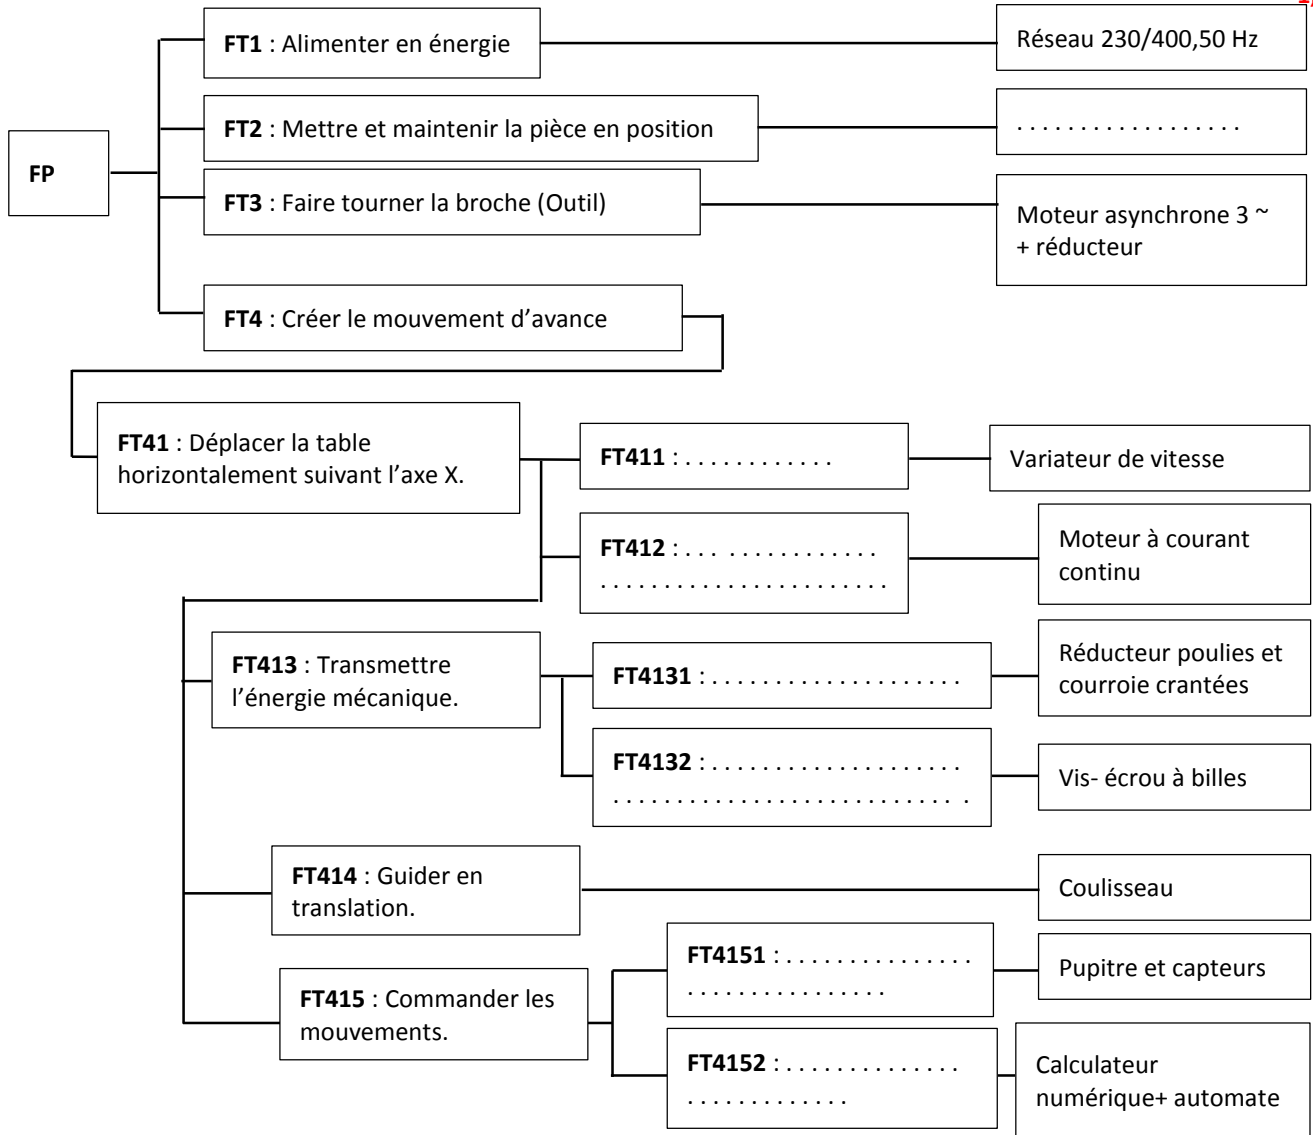 FT1 : Alimenter en énergie
Réseau 230/400,50 Hz
FT2 : Mettre et maintenir la pièce en position
. . . . . . . . . . . . . . . . . .
FP
FT3 : Faire tourner la broche (Outil)
Moteur asynchrone 3 ~
+ réducteur
FT4 : Créer le mouvement d’avance
FT41 : Déplacer la table
horizontalement suivant l’axe X.
FT411 : . . . . . . . . . . . .
Variateur de vitesse
FT412 : . . . . . . . . . . . . . . . . .
. . . . . . . . . . . . . . . . . . . . . . .
Moteur à courant
continu
FT413 : Transmettre
l’énergie mécanique.
FT4131 : . . . . . . . . . . . . . . . . . . . .
Réducteur poulies et
courroie crantées
FT4132 : . . . . . . . . . . . . . . . . . . . .
. . . . . . . . . . . . . . . . . . . . . . . . . . . . .
Vis- écrou à billes
FT414 : Guider en
translation.
Coulisseau
FT415 : Commander les
mouvements.
FT4151 : . . . . . . . . . . . . . . .
. . . . . . . . . . . . . . . .
Pupitre et capteurs
FT4152 : . . . . . . . . . . . . . .
. . . . . . . . . . . . .
Calculateur
numérique+ automate